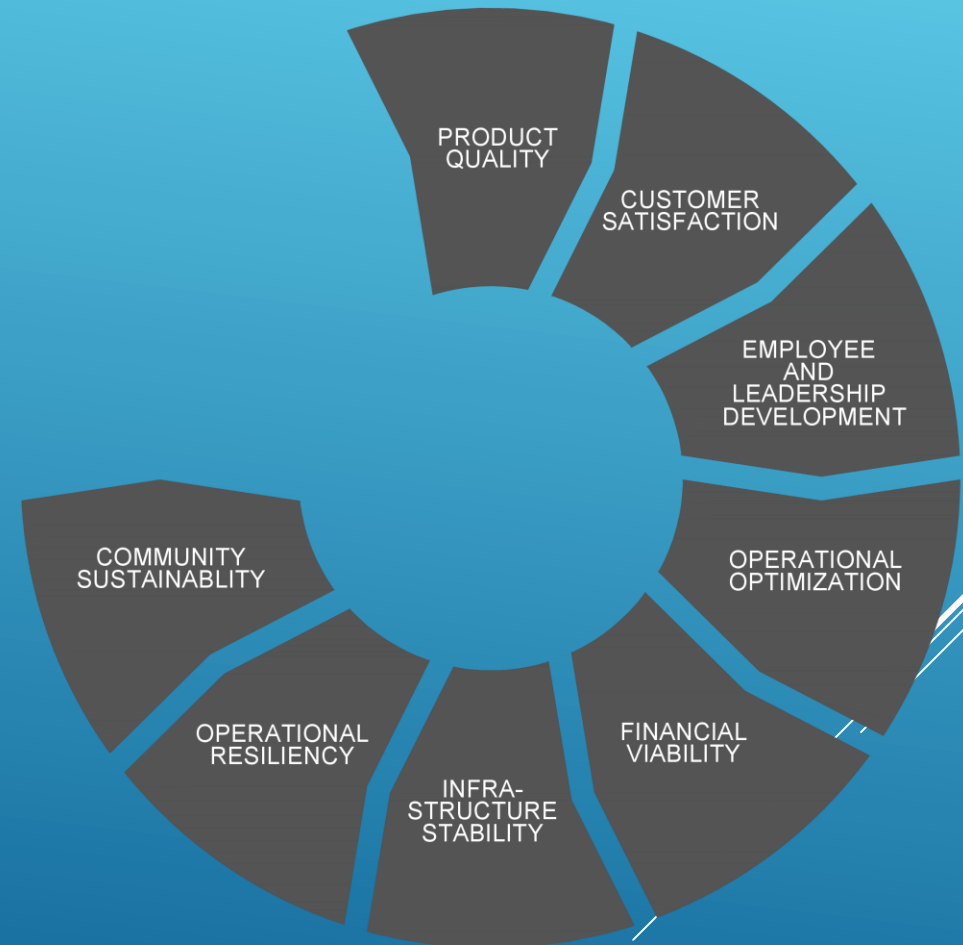 PRODUCT
QUALITY
CUSTOMER
SATISFACTION
EMPLOYEE
AND
LEADERSHIP
DEVELOPMENT
OPERATIONAL
OPTIMIZATION
FINANCIAL
VIABILITY
INFRA-
STRUCTURE
STABILITY
OPERATIONAL
RESILIENCY
COMMUNITY
SUSTAINABLITY